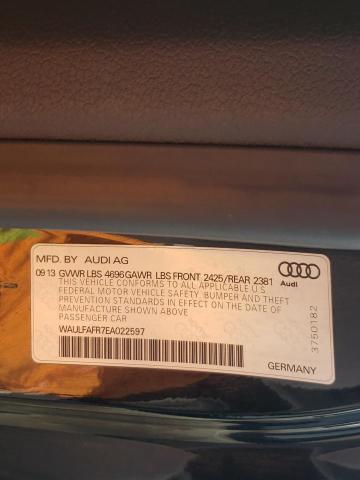 MFD. BY AUDI AG
09 13 GVWR LBS 4696 GAWR LBS FRONT 2425/REAR 2381
THIS VEHICLE CONFORMS TO ALL APPLICABLE U.S.
FEDERAL MOTOR VEHICLE SAFETY /BUMPER AND THEFT
PREVENTION STANDARDS IN EFFECT ON THE DATE OF
MANUFACTURE SHOWN ABOVE
PASSENGER CAR
WAULFAFR7EA022597
Audi
3750182
GERMANY